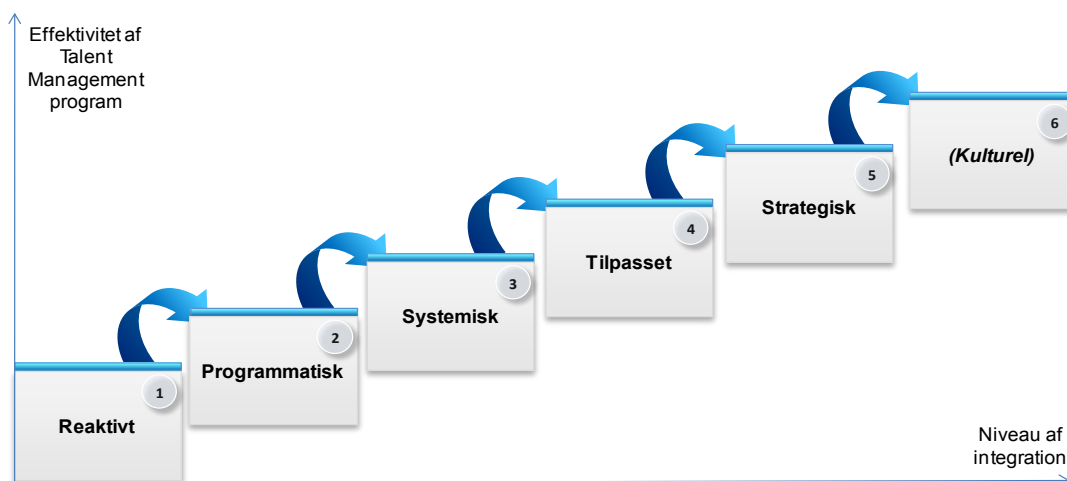 Effektivitet af
Talent
Management
program
6
(Kulturel)
5
Strategisk
4
Tilpasset
3
Systemisk
2
Programmatisk
1
Reaktivt
Niveau af
integration